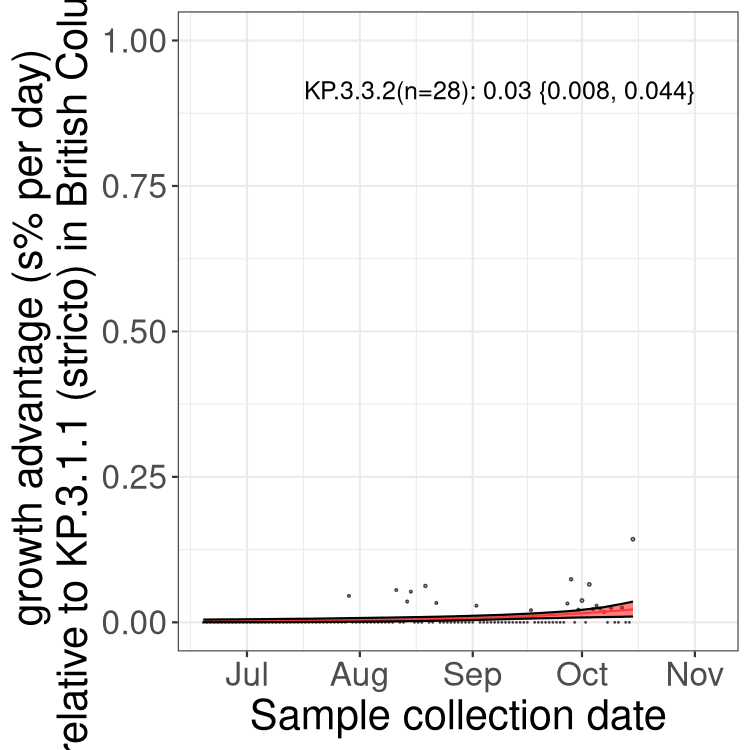 growth advantage (s% per day)
relative to KP.3.1.1 (stricto) in British Colu
1.00
0.75
0.50
0.25
0.00
KP.3.3.2(n=28): 0.03 {0.008, 0.044}
Jul Aug Sep Oct Nov
Sample collection date